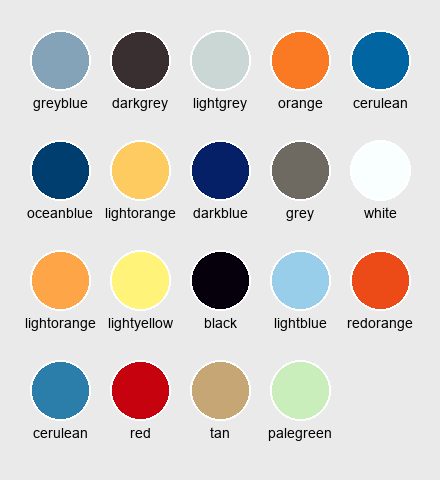 greyblue darkgrey lightgrey orange cerulean
oceanblue lightorange darkblue grey white
lightorange lightyellow black lightblue redorange
cerulean red tan palegreen